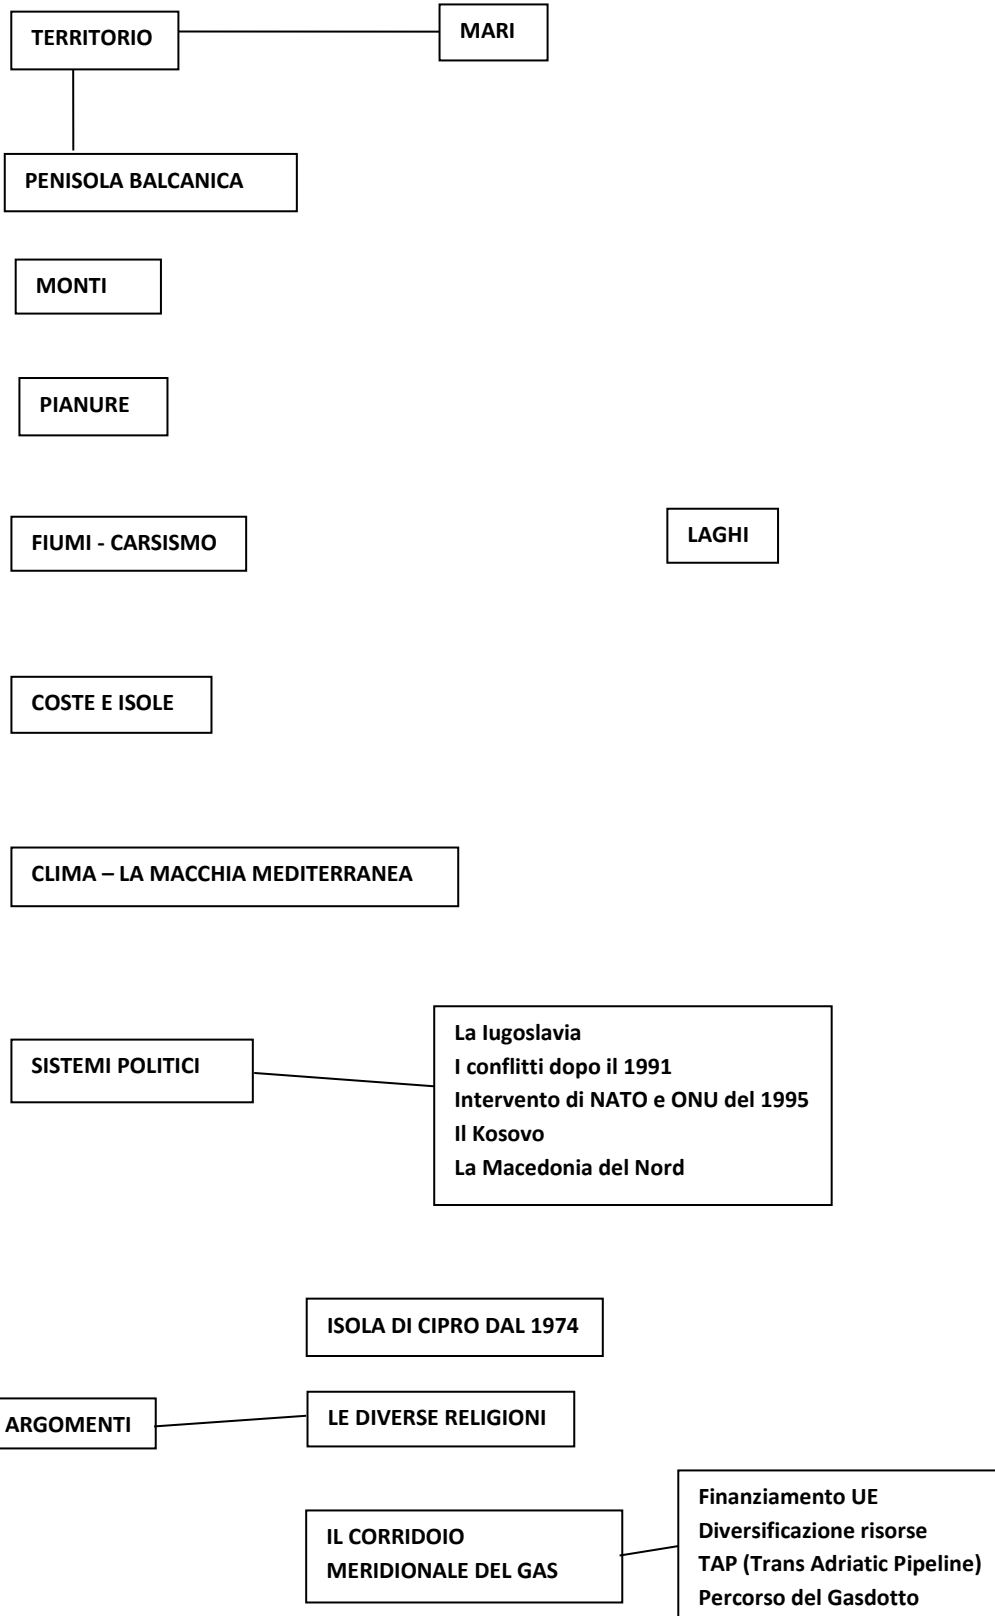 TERRITORIO
MARI
PENISOLA BALCANICA
MONTI
PIANURE
FIUMI - CARSISMO
LAGHI
COSTE E ISOLE
CLIMA – LA MACCHIA MEDITERRANEA
SISTEMI POLITICI
La Iugoslavia
I conflitti dopo il 1991
Intervento di NATO e ONU del 1995
Il Kosovo
La Macedonia del Nord
ISOLA DI CIPRO DAL 1974
ARGOMENTI
LE DIVERSE RELIGIONI
IL CORRIDOIO
MERIDIONALE DEL GAS
Finanziamento UE
Diversificazione risorse
TAP (Trans Adriatic Pipeline)
Percorso del Gasdotto